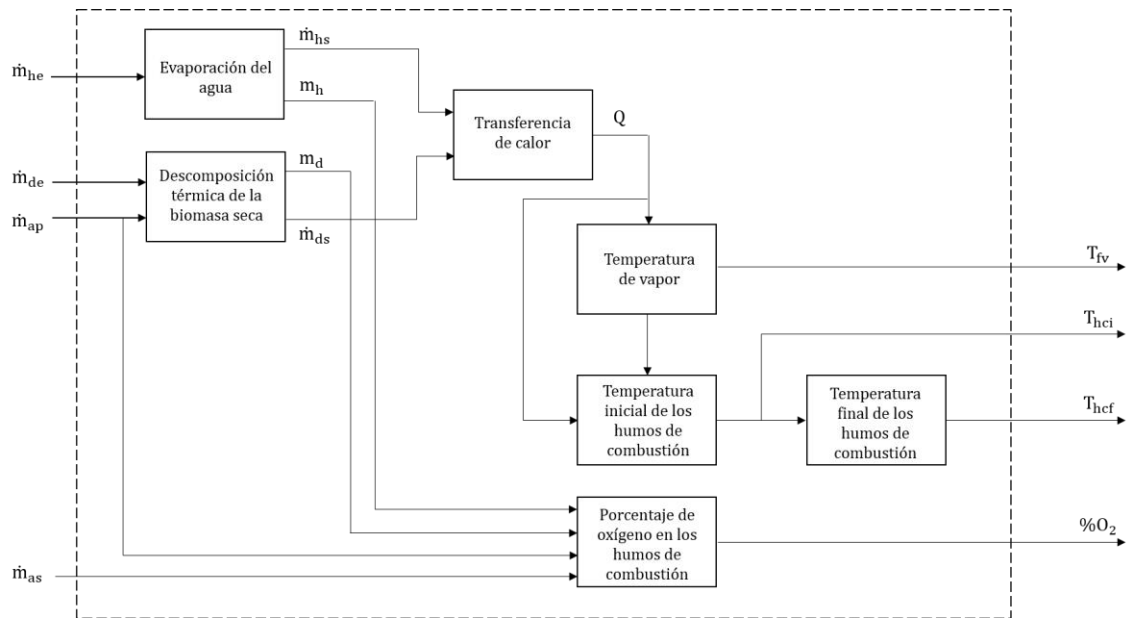 ṁhs
ṁhe
Evaporación del
agua
mh
Transferencia
de calor
Q
md
ṁde
Descomposición
térmica de la
biomasa seca
ṁap
ṁds
Temperatura
de vapor
Tfv
Thci
Temperatura
inicial de los
humos de
combustión
Temperatura
final de los
humos de
combustión
Thcf
Porcentaje de
oxígeno en los
humos de
combustión
%O₂
ṁas